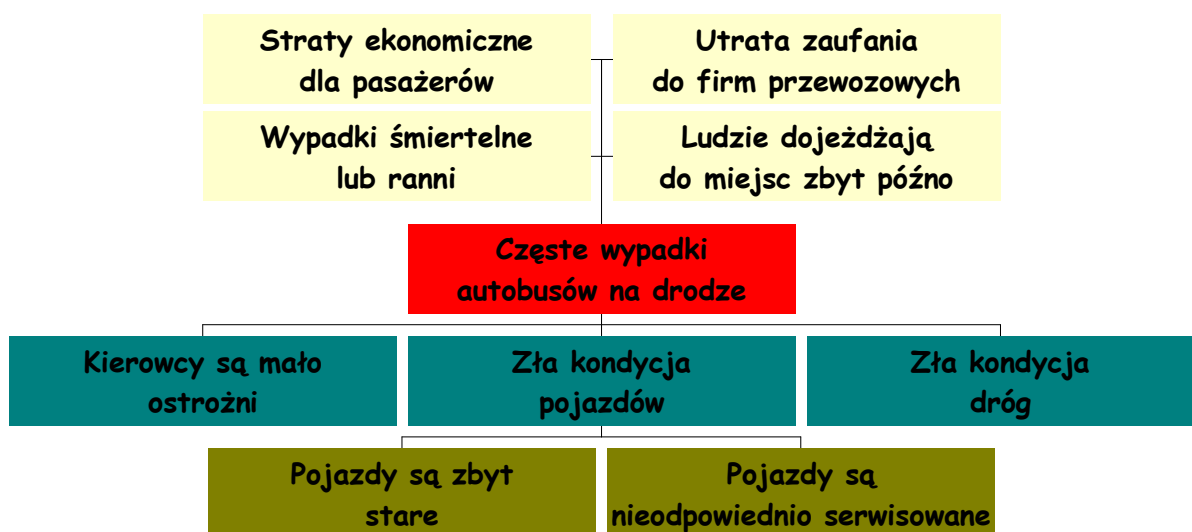 Straty ekonomiczne
dla pasażerów
Utrata zaufania
do firm przewozowych
Wypadki śmiertelne
lub ranni
Ludzie dojeżdżają
do miejsc zbyt późno
Częste wypadki
autobusów na drodze
Kierowcy są mało
ostrożni
Zła kondycja
pojazdów
Zła kondycja
dróg
Pojazdy są zbyt
stare
Pojazdy są
nieodpowiednio serwisowane